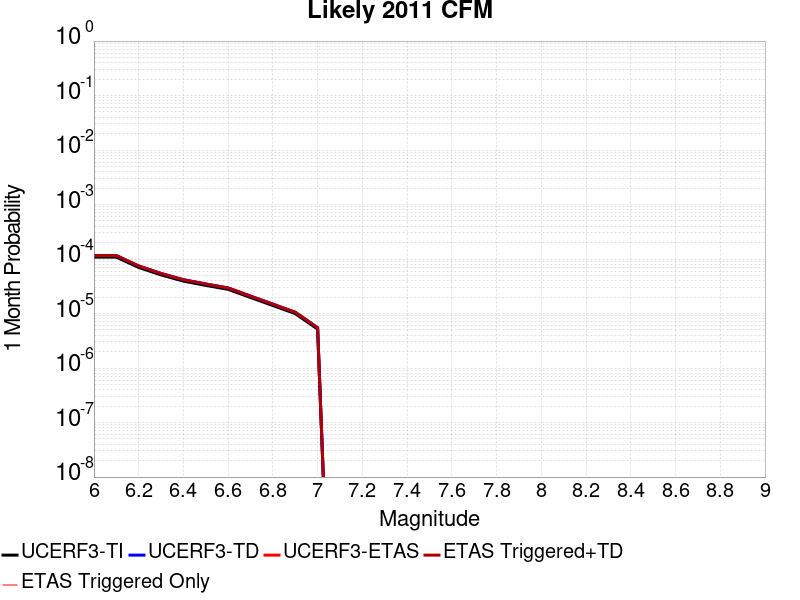 Likely 2011 CFM
1 Month Probability
10^0
10^-1
10^-2
10^-3
10^-4
10^-5
10^-6
10^-7
10^-8
6 6.2 6.4 6.6 6.8 7 7.2 7.4 7.6 7.8 8 8.2 8.4 8.6 8.8 9
Magnitude
UCERF3-TI UCERF3-TD UCERF3-ETAS ETAS Triggered+TD
ETAS Triggered Only